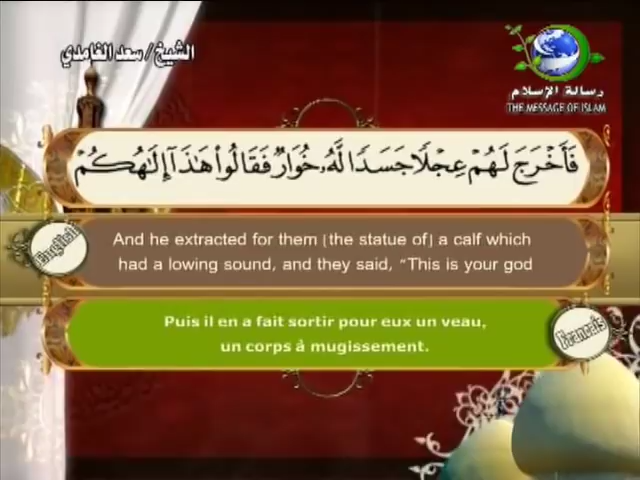 الشيخ/ سعد الغامدي
رسالة الإسلام
THE MESSAGE OF ISLAM
فَأَخْرَجَ لَهُمْ عِجْلًا جَسَدًا لَّهُۥ خُوَارٌ فَقَالُوا۟ هَـٰذَآ إِلَـٰهُكُمْ
English
And he extracted for them [the statue of] a calf which
had a lowing sound, and they said, “This is your god
Puis il en a fait sortir pour eux un veau,
un corps à mugissement.
Francais